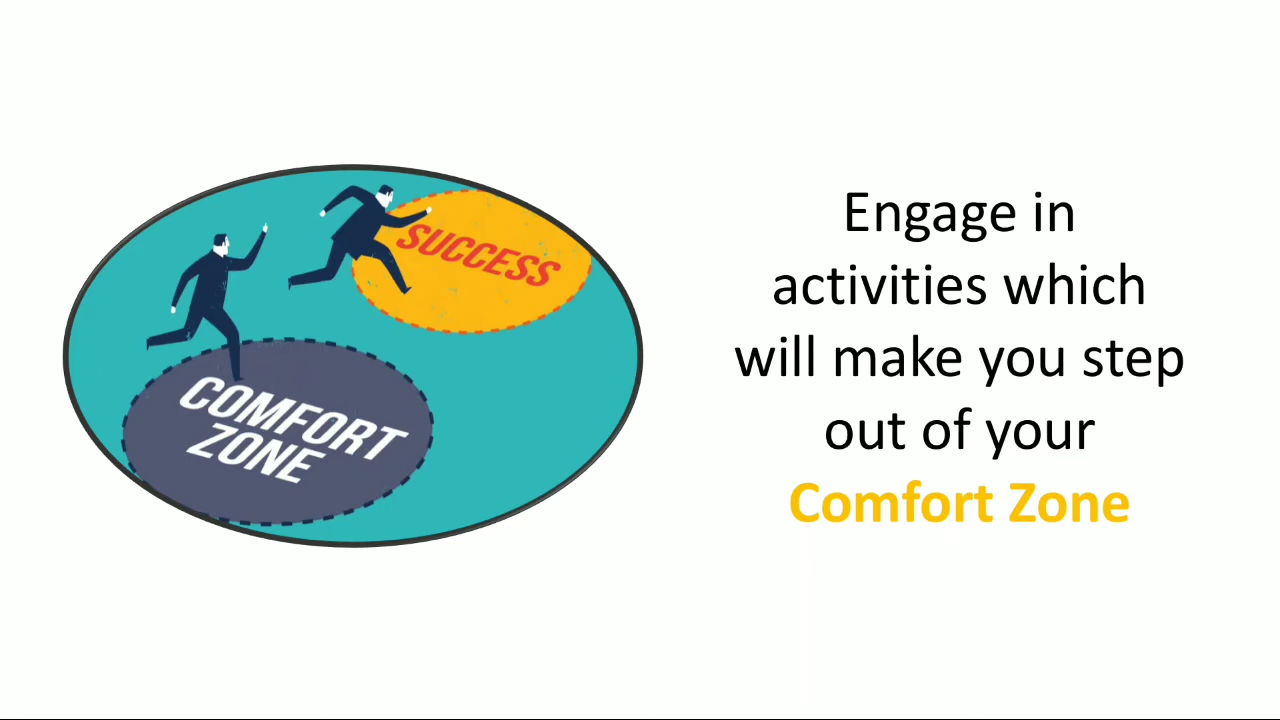 SUCCESS
COMFORT
ZONE
Engage in
activities which
will make you step
out of your
Comfort Zone